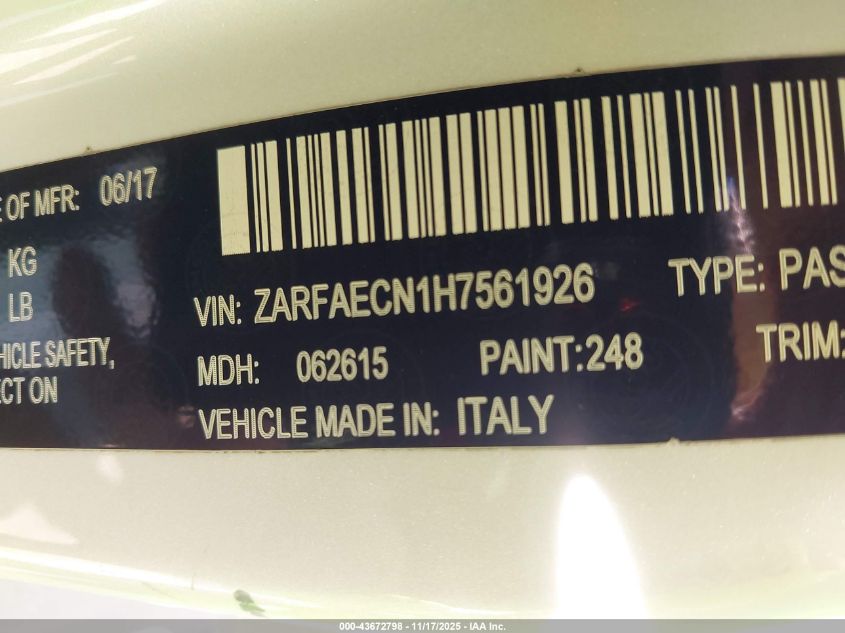 E OF MFR: 06/17
KG
LB
HICLE SAFETY,
ECT ON
VIN: ZARFAECN1H7561926
TYPE: PAS
MDH: 062615
PAINT:248
TRIM:
VEHICLE MADE IN: ITALY
000-43672798 - 11/17/2025 - IAA Inc.